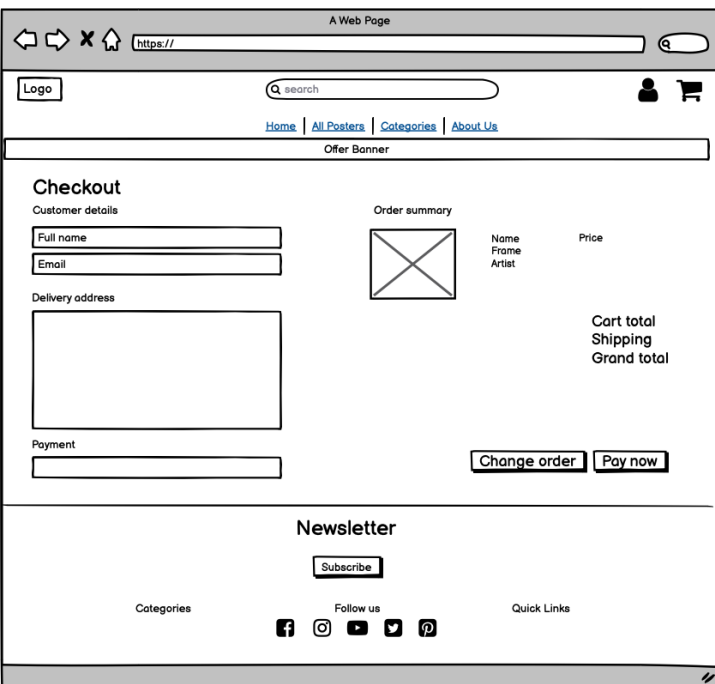 A Web Page
https://
Logo
search
Home | All Posters | Categories | About Us
Offer Banner
Checkout
Customer details
Full name
Email
Delivery address
Payment
Order summary
Name
Frame
Artist
Price
Cart total
Shipping
Grand total
Change order
Pay now
Newsletter
Subscribe
Categories
Follow us
Quick Links